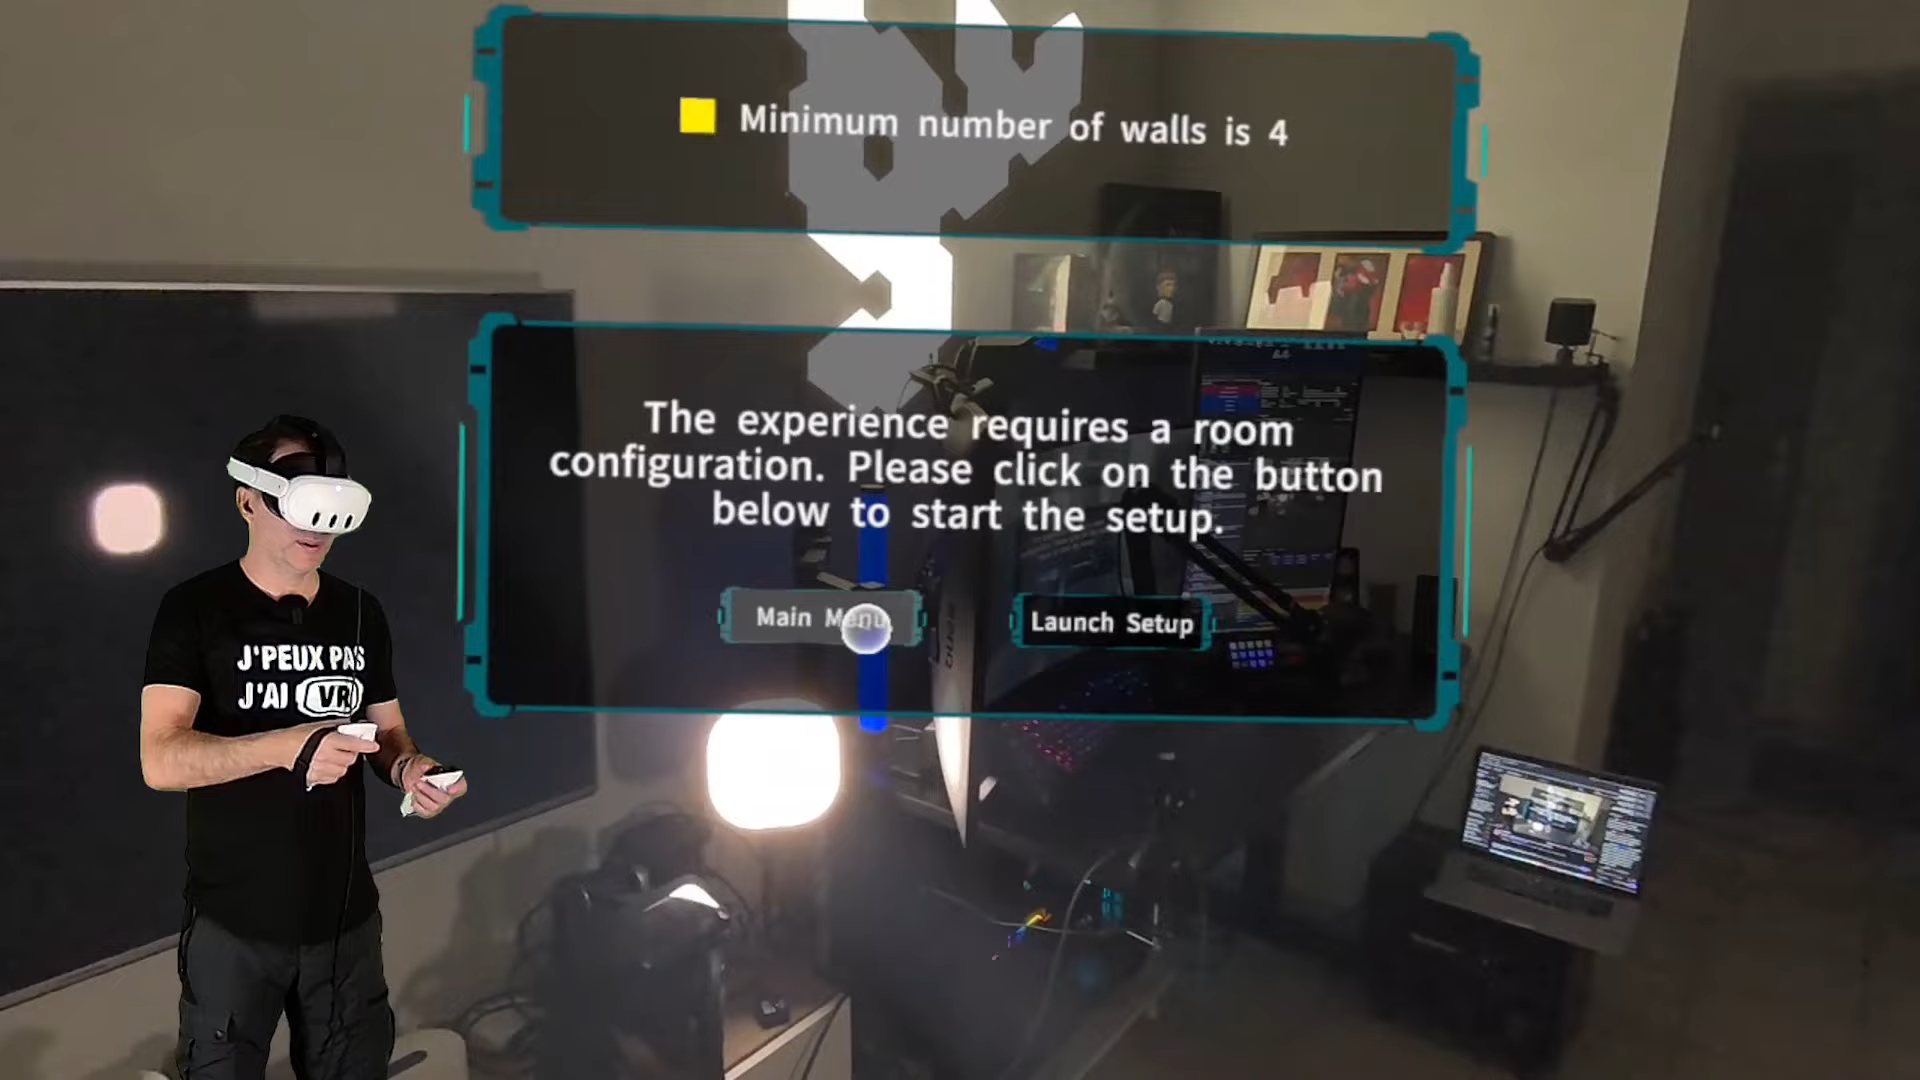 Minimum number of walls is 4
The experience requires a room
configuration. Please click on the button
below to start the setup.
Main Menu
Launch Setup
J'PEUX PAS
J'AI VR